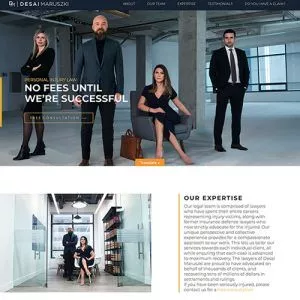 DESAI MARUSZKI
ABOUT OUR TEAM EXPERTISE TESTIMONIALS DO YOU HAVE A CLAIM?
PERSONAL INJURY LAW
NO FEES UNTIL
WE'RE SUCCESSFUL
FREE CONSULTATION
OUR EXPERTISE
Our legal team is comprised of lawyers
who have spent their entire careers
representing injury victims, along with
former insurance defence lawyers who
now strictly advocate for the injured. Our
unique perspective and collective
experience provides for a compassionate
approach to our work. This lets us tailor our
services towards each individual client, all
while ensuring that each case is advanced
to maximum recovery. The lawyers of Desai
Maruszki are proud to have advocated on
behalf of thousands of clients, and
recovering tens of millions of dollars in
settlements and rulings.
If you have been seriously injured,
please contact us for a